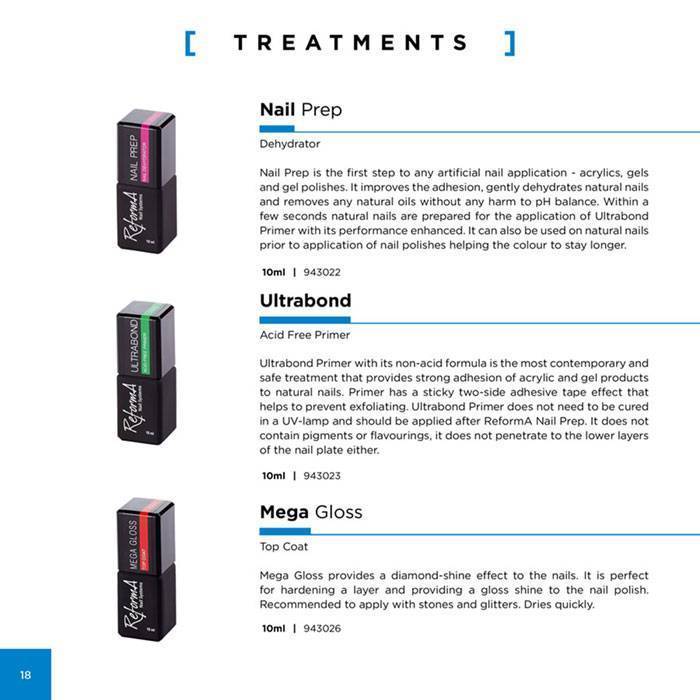 [ TREATMENTS ]
Nail Prep
Dehydrator
Nail Prep is the first step to any artificial nail application - acrylics, gels
and gel polishes. It improves the adhesion, gently dehydrates natural nails
and removes any natural oils without any harm to pH balance. Within a
few seconds natural nails are prepared for the application of Ultrabond
Primer with its performance enhanced. It can also be used on natural nails
prior to application of nail polishes helping the colour to stay longer.
10ml | 943022
NAIL PREP
NAIL DEHYDRATOR
ReformA
Nail Systems
10 ml
Ultrabond
Acid Free Primer
Ultrabond Primer with its non-acid formula is the most contemporary and
safe treatment that provides strong adhesion of acrylic and gel products
to natural nails. Primer has a sticky two-side adhesive tape effect that
helps to prevent exfoliating. Ultrabond Primer does not need to be cured
in a UV-lamp and should be applied after ReformA Nail Prep. It does not
contain pigments or flavourings, it does not penetrate to the lower layers
of the nail plate either.
10ml | 943023
ULTRABOND
ACID-FREE PRIMER
ReformA
Nail Systems
10 ml
Mega Gloss
Top Coat
Mega Gloss provides a diamond-shine effect to the nails. It is perfect
for hardening a layer and providing a gloss shine to the nail polish.
Recommended to apply with stones and glitters. Dries quickly.
10ml | 943026
MEGA GLOSS
TOP COAT
ReformA
Nail Systems
10 ml
18